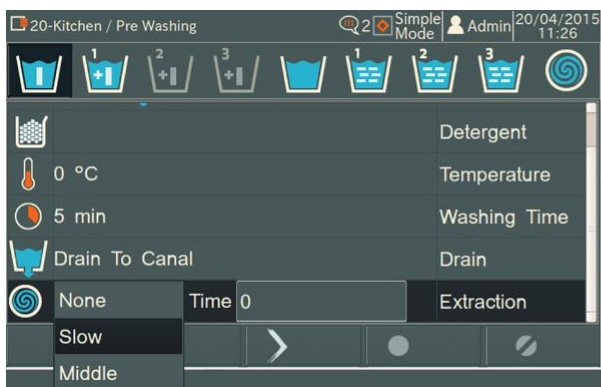 20-Kitchen / Pre Washing 2 Simple Mode Admin 20/04/2015 11:26
1 2 3 1 2 3
Detergent
0 °C Temperature
5 min Washing Time
Drain To Canal Drain
None Time 0 Extraction
Slow
Middle